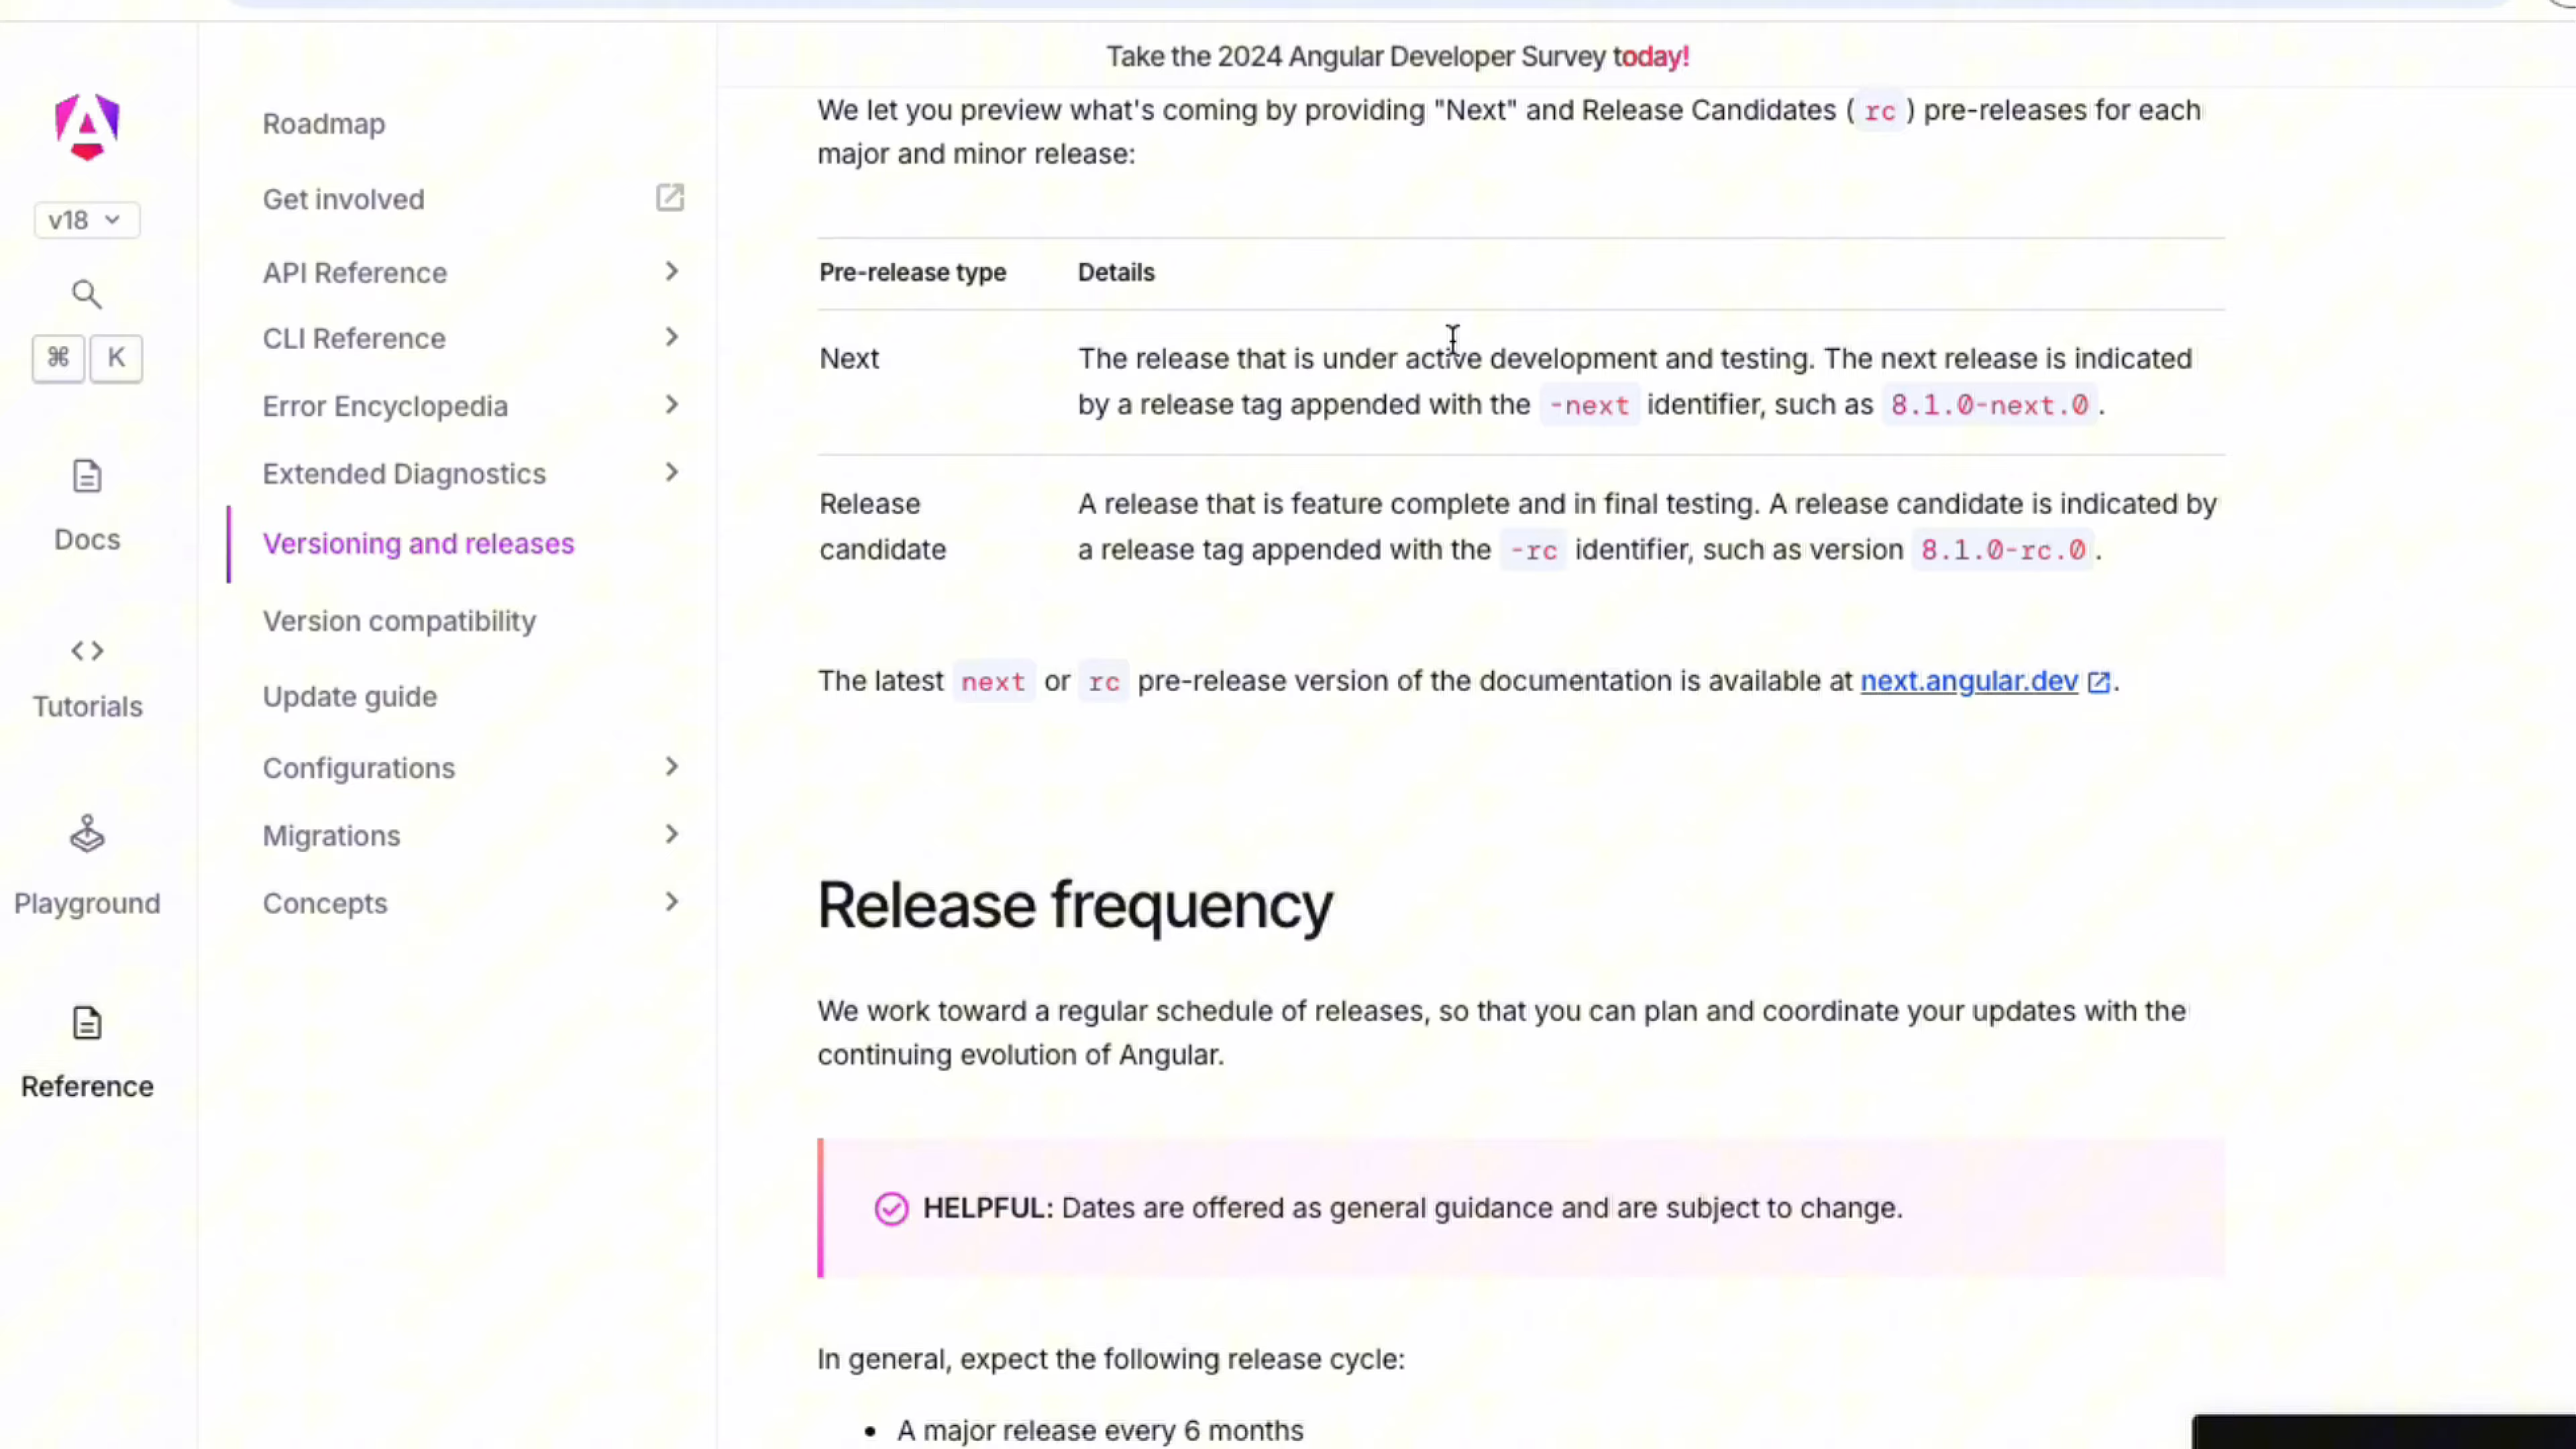 Take the 2024 Angular Developer Survey today!
v18
⌘ K
Docs
Tutorials
Playground
Reference
Roadmap
Get involved
API Reference
CLI Reference
Error Encyclopedia
Extended Diagnostics
Versioning and releases
Version compatibility
Update guide
Configurations
Migrations
Concepts
We let you preview what's coming by providing "Next" and Release Candidates ( rc ) pre-releases for each
major and minor release:
Pre-release type Details
Next The release that is under active development and testing. The next release is indicated
by a release tag appended with the -next identifier, such as 8.1.0-next.0 .
Release A release that is feature complete and in final testing. A release candidate is indicated by
candidate a release tag appended with the -rc identifier, such as version 8.1.0-rc.0 .
The latest next or rc pre-release version of the documentation is available at next.angular.dev .
Release frequency
We work toward a regular schedule of releases, so that you can plan and coordinate your updates with the
continuing evolution of Angular.
HELPFUL: Dates are offered as general guidance and are subject to change.
In general, expect the following release cycle:
• A major release every 6 months